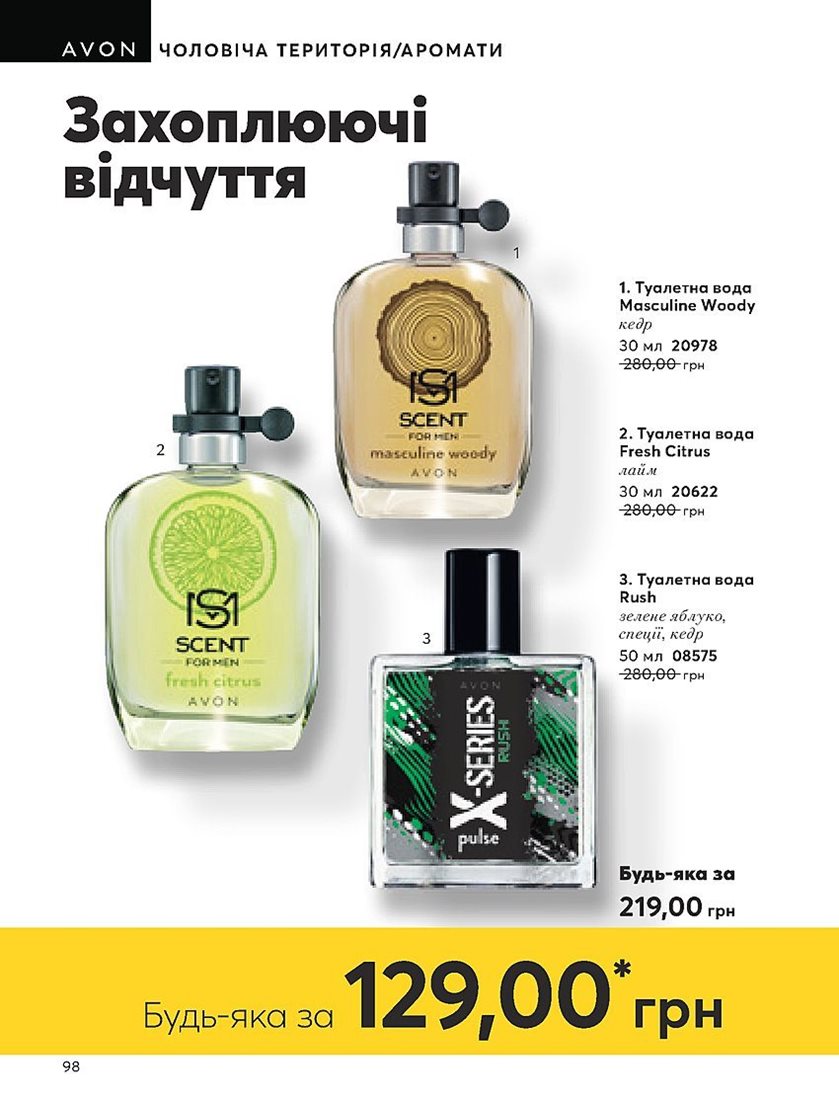 AVON ЧОЛОВІЧА ТЕРИТОРІЯ/АРОМАТИ
Захоплюючі
відчуття
1
SM
SCENT
FOR MEN
masculine woody
AVON
2
SM
SCENT
FOR MEN
fresh citrus
AVON
3
AVON
X-SERIES
RUSH
pulse
1. Туалетна вода
Masculine Woody
кедр
30 мл 20978
280,00 грн
2. Туалетна вода
Fresh Citrus
лайм
30 мл 20622
280,00 грн
3. Туалетна вода
Rush
зелене яблуко,
спеції, кедр
50 мл 08575
280,00 грн
Будь-яка за
219,00 грн
Будь-яка за 129,00* грн
98